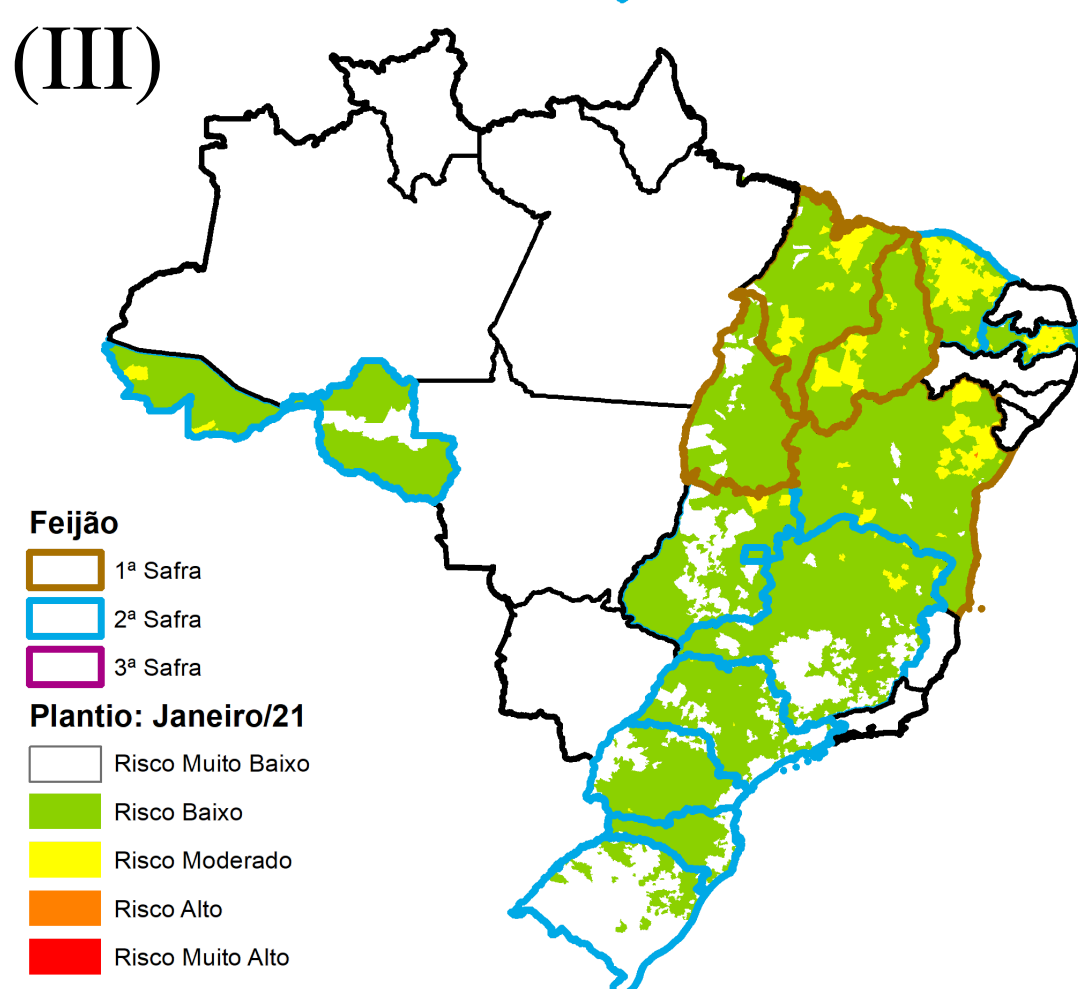 (III)
Feijão
1ª Safra
2ª Safra
3ª Safra
Plantio: Janeiro/21
Risco Muito Baixo
Risco Baixo
Risco Moderado
Risco Alto
Risco Muito Alto